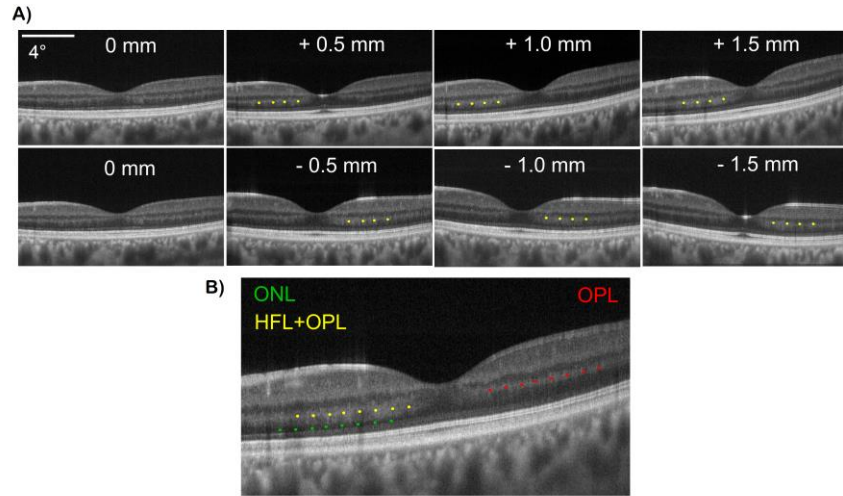 A)
4°
0 mm
+ 0.5 mm
+ 1.0 mm
+ 1.5 mm
0 mm
- 0.5 mm
- 1.0 mm
- 1.5 mm
B)
ONL
OPL
HFL+OPL